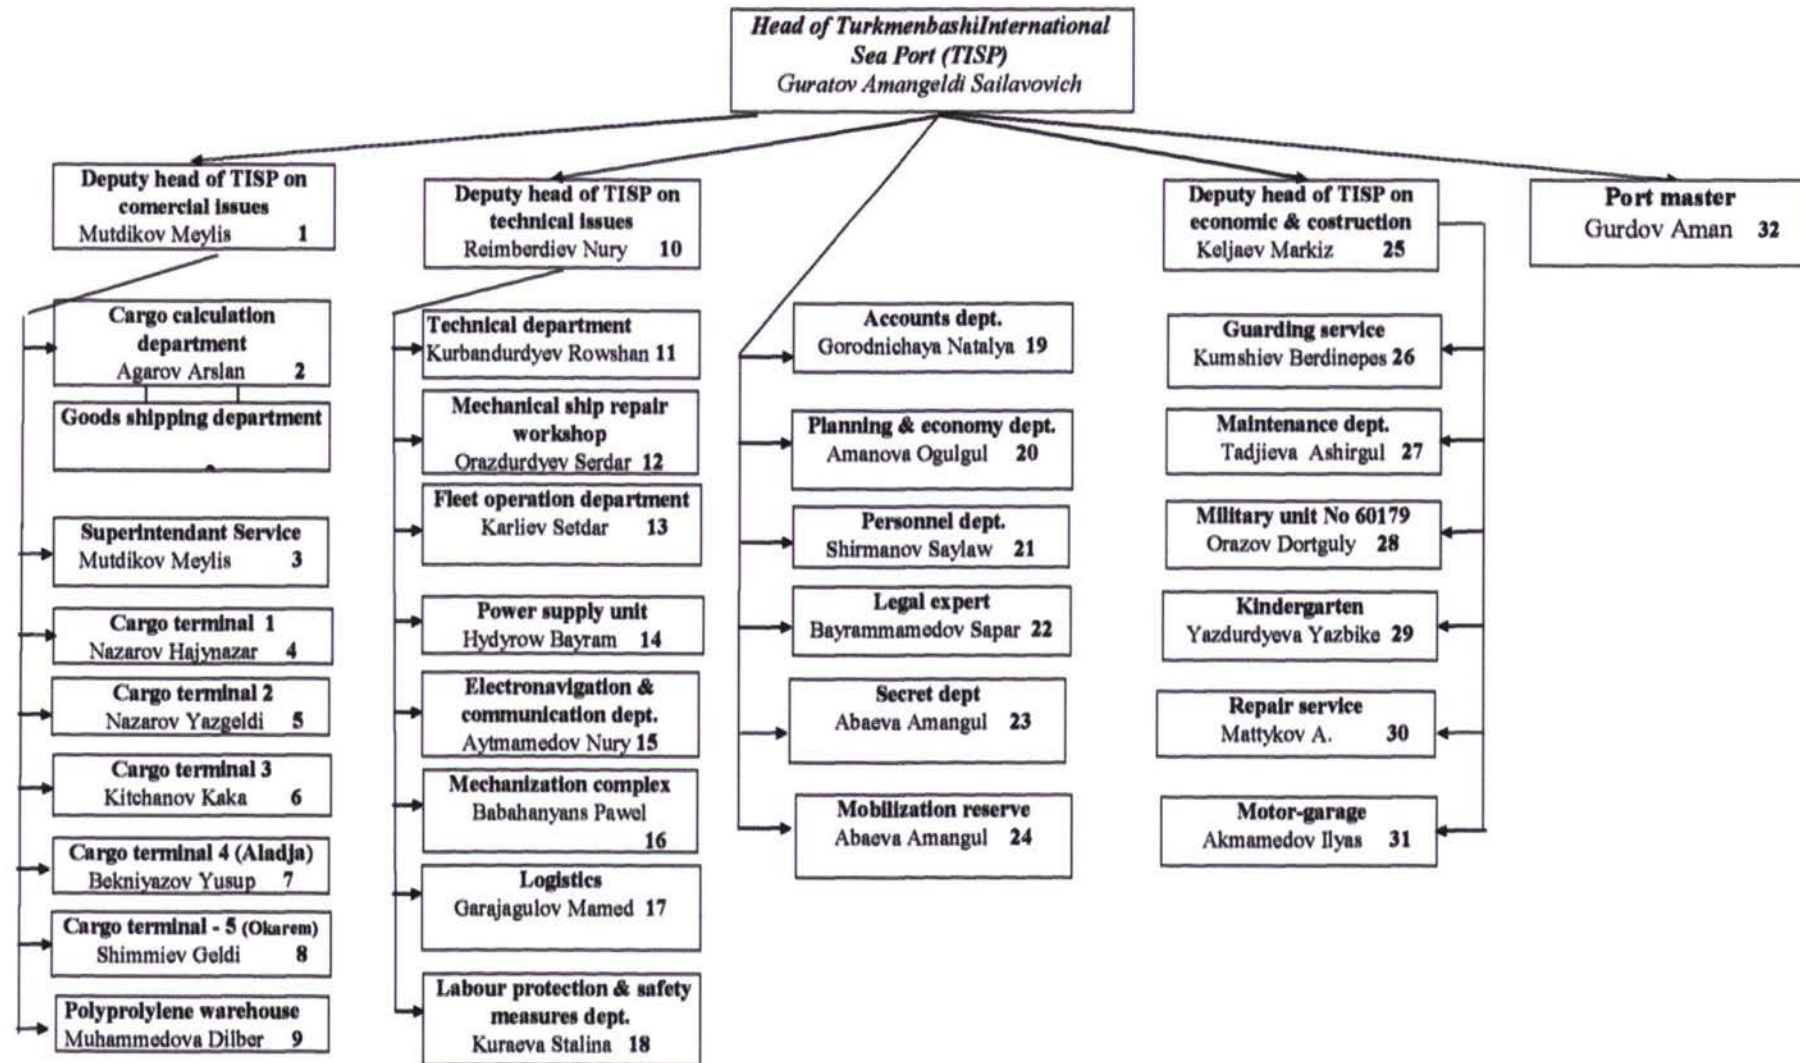 Head of TurkmenbashiInternational
Sea Port (TISP)
Guratov Amangeldi Sailavovich
Deputy head of TISP on
comercial issues
Mutdikov Meylis 1
Cargo calculation
department
Agarov Arslan 2
Goods shipping department
Superintendant Service
Mutdikov Meylis 3
Cargo terminal 1
Nazarov Hajynazar 4
Cargo terminal 2
Nazarov Yazgeldi 5
Cargo terminal 3
Kitchanov Kaka 6
Cargo terminal 4 (Aladja)
Bekniyazov Yusup 7
Cargo terminal - 5 (Okarem)
Shimmiev Geldi 8
Polyprolylene warehouse
Muhammedova Dilber 9
Deputy head of TISP on
technical issues
Reimberdiev Nury 10
Technical department
Kurbandurdyev Rowshan 11
Mechanical ship repair
workshop
Orazdurdyev Serdar 12
Fleet operation department
Karliev Setdar 13
Power supply unit
Hydyrow Bayram 14
Electronavigation &
communication dept.
Aytmamedov Nury 15
Mechanization complex
Babahanyans Pawel
16
Logistics
Garajagulov Mamed 17
Labour protection & safety
measures dept.
Kuraeva Stalina 18
Accounts dept.
Gorodnichaya Natalya 19
Planning & economy dept.
Amanova Ogulgul 20
Personnel dept.
Shirmanov Saylaw 21
Legal expert
Bayrammamedov Sapar 22
Secret dept
Abaeva Amangul 23
Mobilization reserve
Abaeva Amangul 24
Deputy head of TISP on
economic & costruction
Keljaev Markiz 25
Guarding service
Kumshiev Berdinepes 26
Maintenance dept.
Tadjieva Ashirgul 27
Military unit No 60179
Orazov Dortguly 28
Kindergarten
Yazdurdyeva Yazbike 29
Repair service
Mattykov A. 30
Motor-garage
Akmamedov Ilyas 31
Port master
Gurdov Aman 32